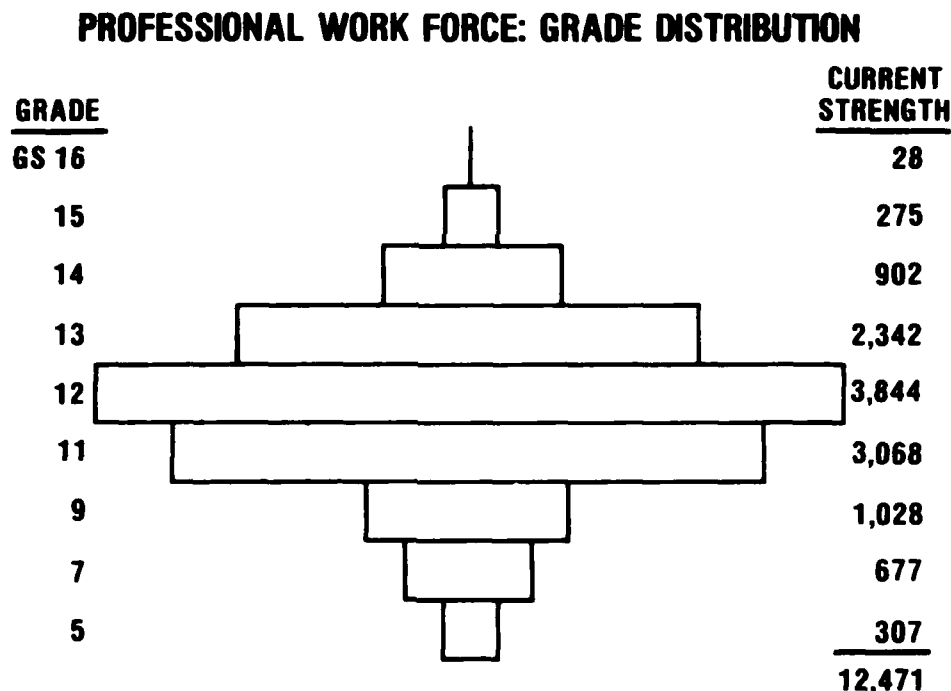 PROFESSIONAL WORK FORCE: GRADE DISTRIBUTION
GRADE
CURRENT
STRENGTH
GS 16 28
15 275
14 902
13 2,342
12 3,844
11 3,068
9 1,028
7 677
5 307
12,471